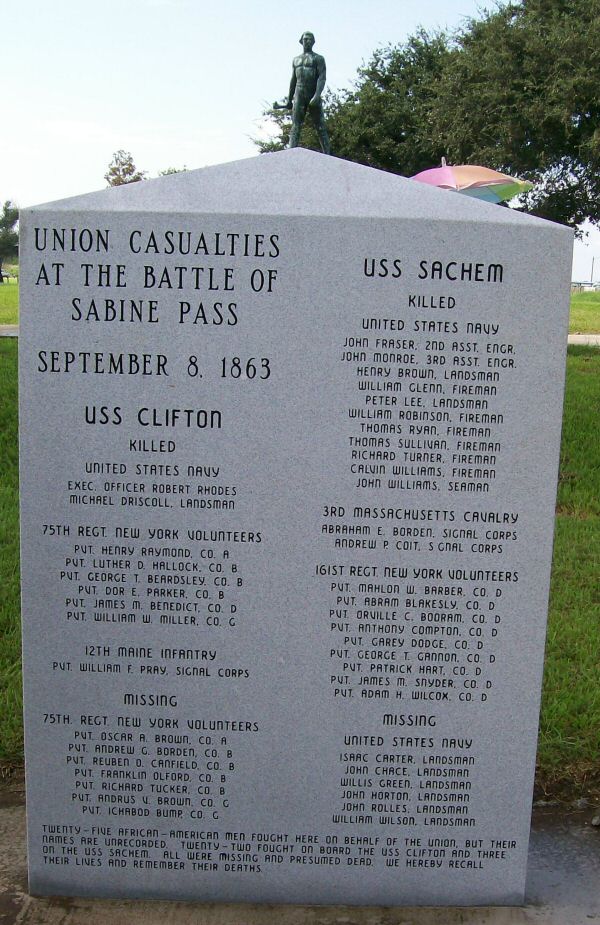 UNION CASUALTIES
AT THE BATTLE OF
SABINE PASS
SEPTEMBER 8, 1863
USS CLIFTON
KILLED
UNITED STATES NAVY
EXEC. OFFICER ROBERT RHODES
MICHAEL DRISCOLL, LANDSMAN
75TH REGT. NEW YORK VOLUNTEERS
PVT. HENRY RAYMOND, CO. A
PVT. LUTHER D. HALLOCK, CO. B
PVT. GEORGE T. BEARDSLEY, CO. B
PVT. DOR E. PARKER, CO. B
PVT. JAMES M. BENEDICT, CO. D
PVT. WILLIAM W. MILLER, CO. G
12TH MAINE INFANTRY
PVT. WILLIAM F. PRAY, SIGNAL CORPS
MISSING
75TH. REGT. NEW YORK VOLUNTEERS
PVT. OSCAR A. BROWN, CO. A
PVT. ANDREW G. BORDEN, CO. B
PVT. REUBEN O. CANFIELD, CO. B
PVT. FRANKLIN OLFORD, CO. B
PVT. RICHARD TUCKER, CO. B
PVT. ANDRUS V. BROWN, CO. G
PVT. ICHABOD BUMP, CO. G
USS SACHEM
KILLED
UNITED STATES NAVY
JOHN FRASER, 2ND ASST. ENGR.
JOHN MONROE, 3RD ASST. ENGR.
HENRY BROWN, LANDSMAN
WILLIAM GLENN, FIREMAN
PETER LEE, LANDSMAN
WILLIAM ROBINSON, FIREMAN
THOMAS RYAN, FIREMAN
THOMAS SULLIVAN, FIREMAN
RICHARD TURNER, FIREMAN
CALVIN WILLIAMS, FIREMAN
JOHN WILLIAMS, SEAMAN
3RD MASSACHUSETTS CAVALRY
ABRAHAM E. BORDEN, SIGNAL CORPS
ANDREW P. COIT, S GNAL CORPS
161ST REGT. NEW YORK VOLUNTEERS
PVT. MAHLON W. BARBER, CO. D
PVT. ABRAM BLAKESLY, CO. D
PVT. ORVILLE C. BOORAM, CO. D
PVT. ANTHONY COMPTON, CO. D
PVT. GAREY DODGE, CO. D
PVT. GEORGE T. GANNON, CO. D
PVT. PATRICK HART, CO. D
PVT. JAMES M. SNYDER, CO. D
PVT. ADAM H. WILCOX, CO. D
MISSING
UNITED STATES NAVY
ISAAC CARTER, LANDSMAN
JOHN CHACE, LANDSMAN
WILLIS GREEN, LANDSMAN
JOHN HORTON, LANDSMAN
JOHN ROLLES, LANDSMAN
WILLIAM WILSON, LANDSMAN
TWENTY-FIVE AFRICAN-AMERICAN MEN FOUGHT HERE ON BEHALF OF THE UNION, BUT THEIR
NAMES ARE UNRECORDED. TWENTY-TWO FOUGHT ON BOARD THE USS CLIFTON AND THREE
ON THE USS SACHEM. ALL WERE MISSING AND PRESUMED DEAD. WE HEREBY RECALL
THEIR LIVES AND REMEMBER THEIR DEATHS.